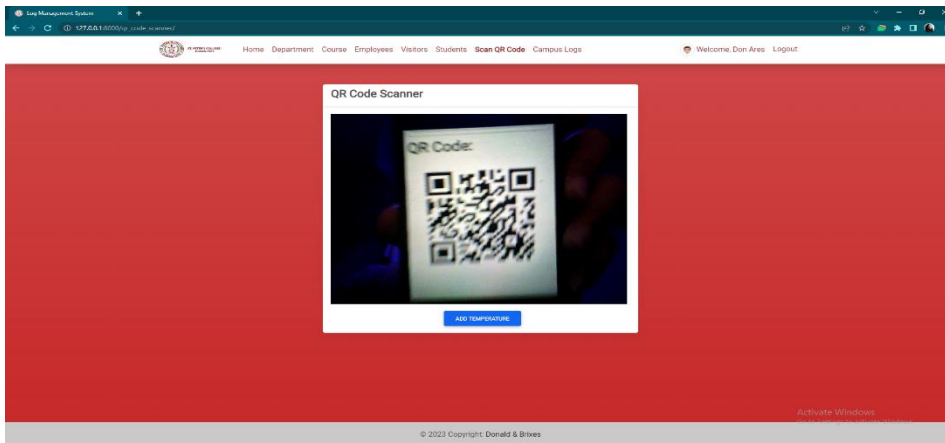 Log Management System
127.0.0.1:8000/qr_code_scanner/
Home Department Course Employees Visitors Students Scan QR Code Campus Logs
Welcome, Don Ares Logout
QR Code Scanner
QR Code:
ADD TEMPERATURE
Activate Windows
© 2023 Copyright: Donald & Brixes